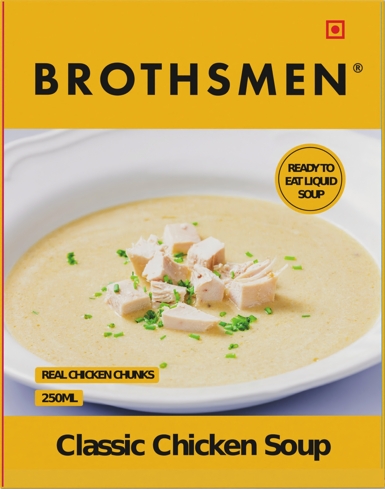 BROTHSMEN®
READY TO
EAT LIQUID
SOUP
REAL CHICKEN CHUNKS
250ML
Classic Chicken Soup